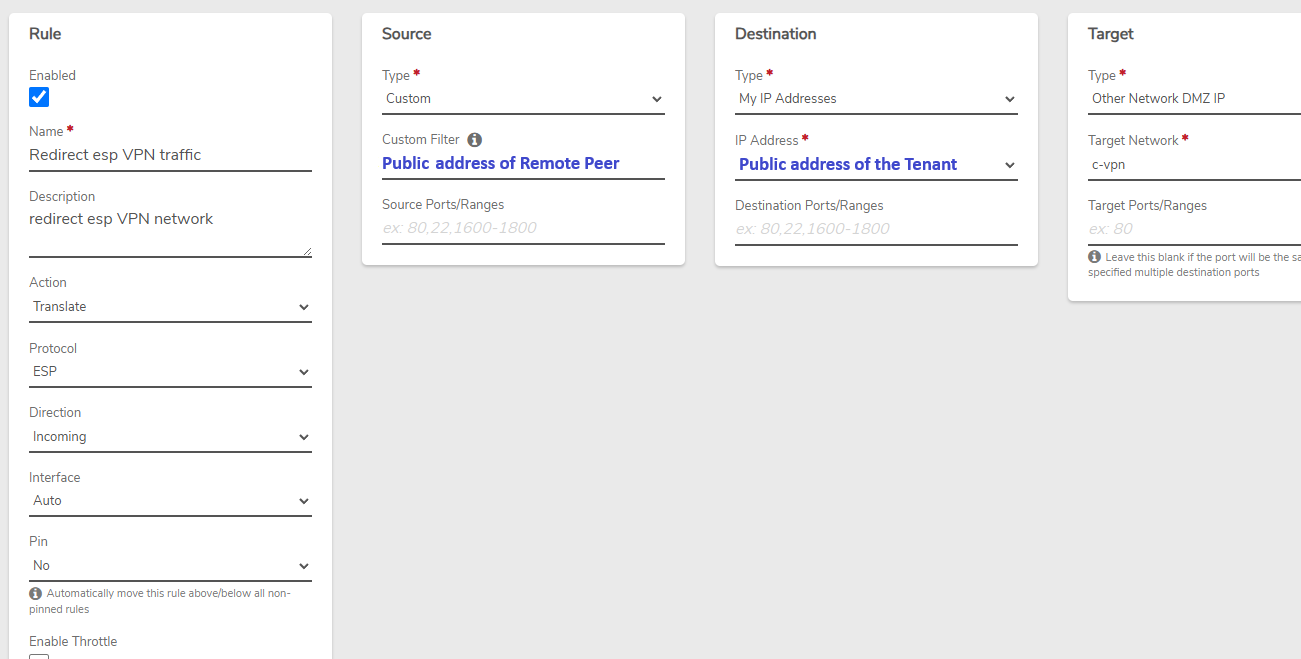 Rule
Enabled
Name *
Redirect esp VPN traffic
Description
redirect esp VPN network
Action
Translate
Protocol
ESP
Direction
Incoming
Interface
Auto
Pin
No
Automatically move this rule above/below all non-
pinned rules
Enable Throttle
Source
Type *
Custom
Custom Filter
Public address of Remote Peer
Source Ports/Ranges
ex: 80,22,1600-1800
Destination
Type *
My IP Addresses
IP Address *
Public address of the Tenant
Destination Ports/Ranges
ex: 80,22,1600-1800
Target
Type *
Other Network DMZ IP
Target Network *
c-vpn
Target Ports/Ranges
ex: 80
Leave this blank if the port will be the sa
specified multiple destination ports